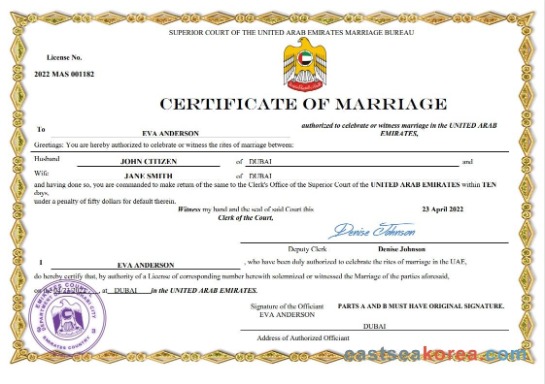 SUPERIOR COURT OF THE UNITED ARAB EMIRATES MARRIAGE BUREAU
License No.
2022 MAS 001182
CERTIFICATE OF MARRIAGE
To EVA ANDERSON authorized to celebrate or witness marriage in the UNITED ARAB EMIRATES,
Greetings: You are hereby authorized to celebrate or witness the rites of marriage between:
Husband JOHN CITIZEN of DUBAI and
Wife JANE SMITH of DUBAI
and having done so, you are commanded to make return of the same to the Clerk's Office of the Superior Court of the UNITED ARAB EMIRATES within TEN
days,
under a penalty of fifty dollars for default therein.
Witness my hand and the seal of said Court this 23 April 2022
Clerk of the Court,
Denise Johnson
Deputy Clerk Denise Johnson
I EVA ANDERSON , who have been duly authorized to celebrate the rites of marriage in the UAE,
do hereby certify that, by authority of a License of corresponding number herewith solemnized or witnessed the Marriage of the parties aforesaid,
on the 04/23/2022 , at DUBAI in the UNITED ARAB EMIRATES.
EMIRATES COUNTRY
Signature of the Officiant PARTS A AND B MUST HAVE ORIGINAL SIGNATURE.
EVA ANDERSON
DUBAI
Address of Authorized Officiant
eastseakorea.com